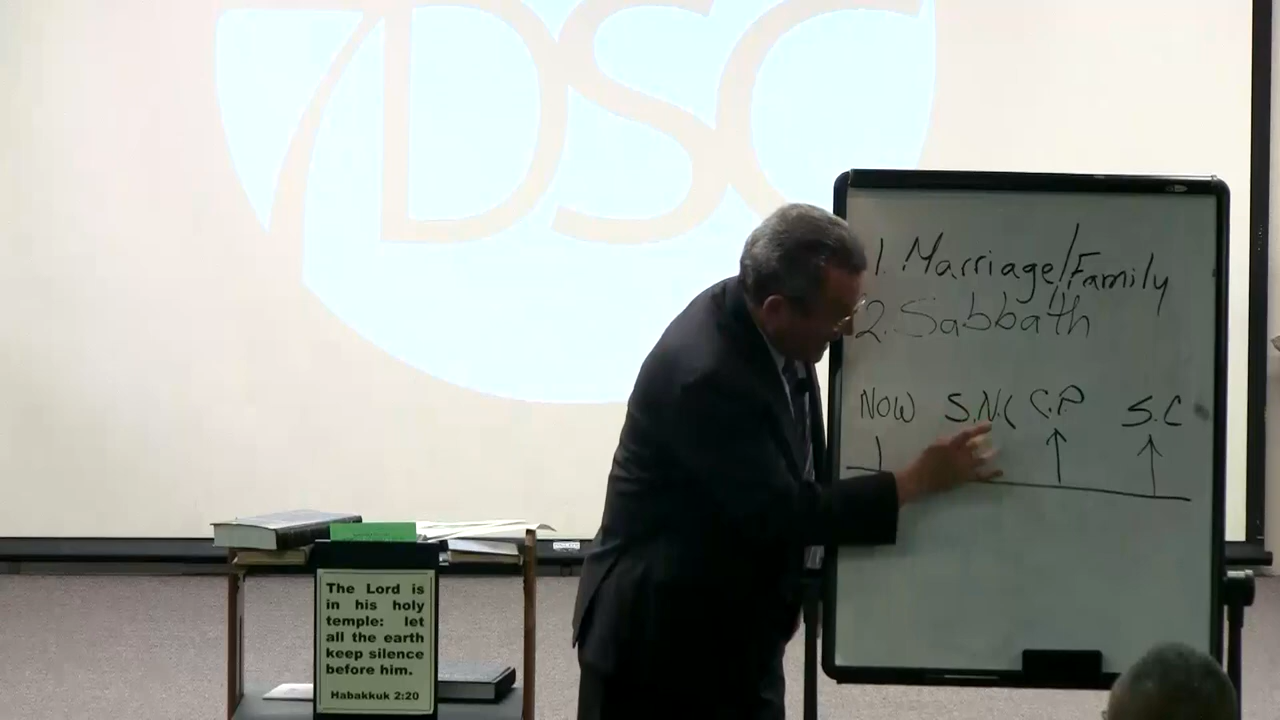 DSC
1. Marriage/Family
2. Sabbath
NOW S.N.C C.P S.C
The Lord is
in his holy
temple: let
all the earth
keep silence
before him.
Habakkuk 2:20